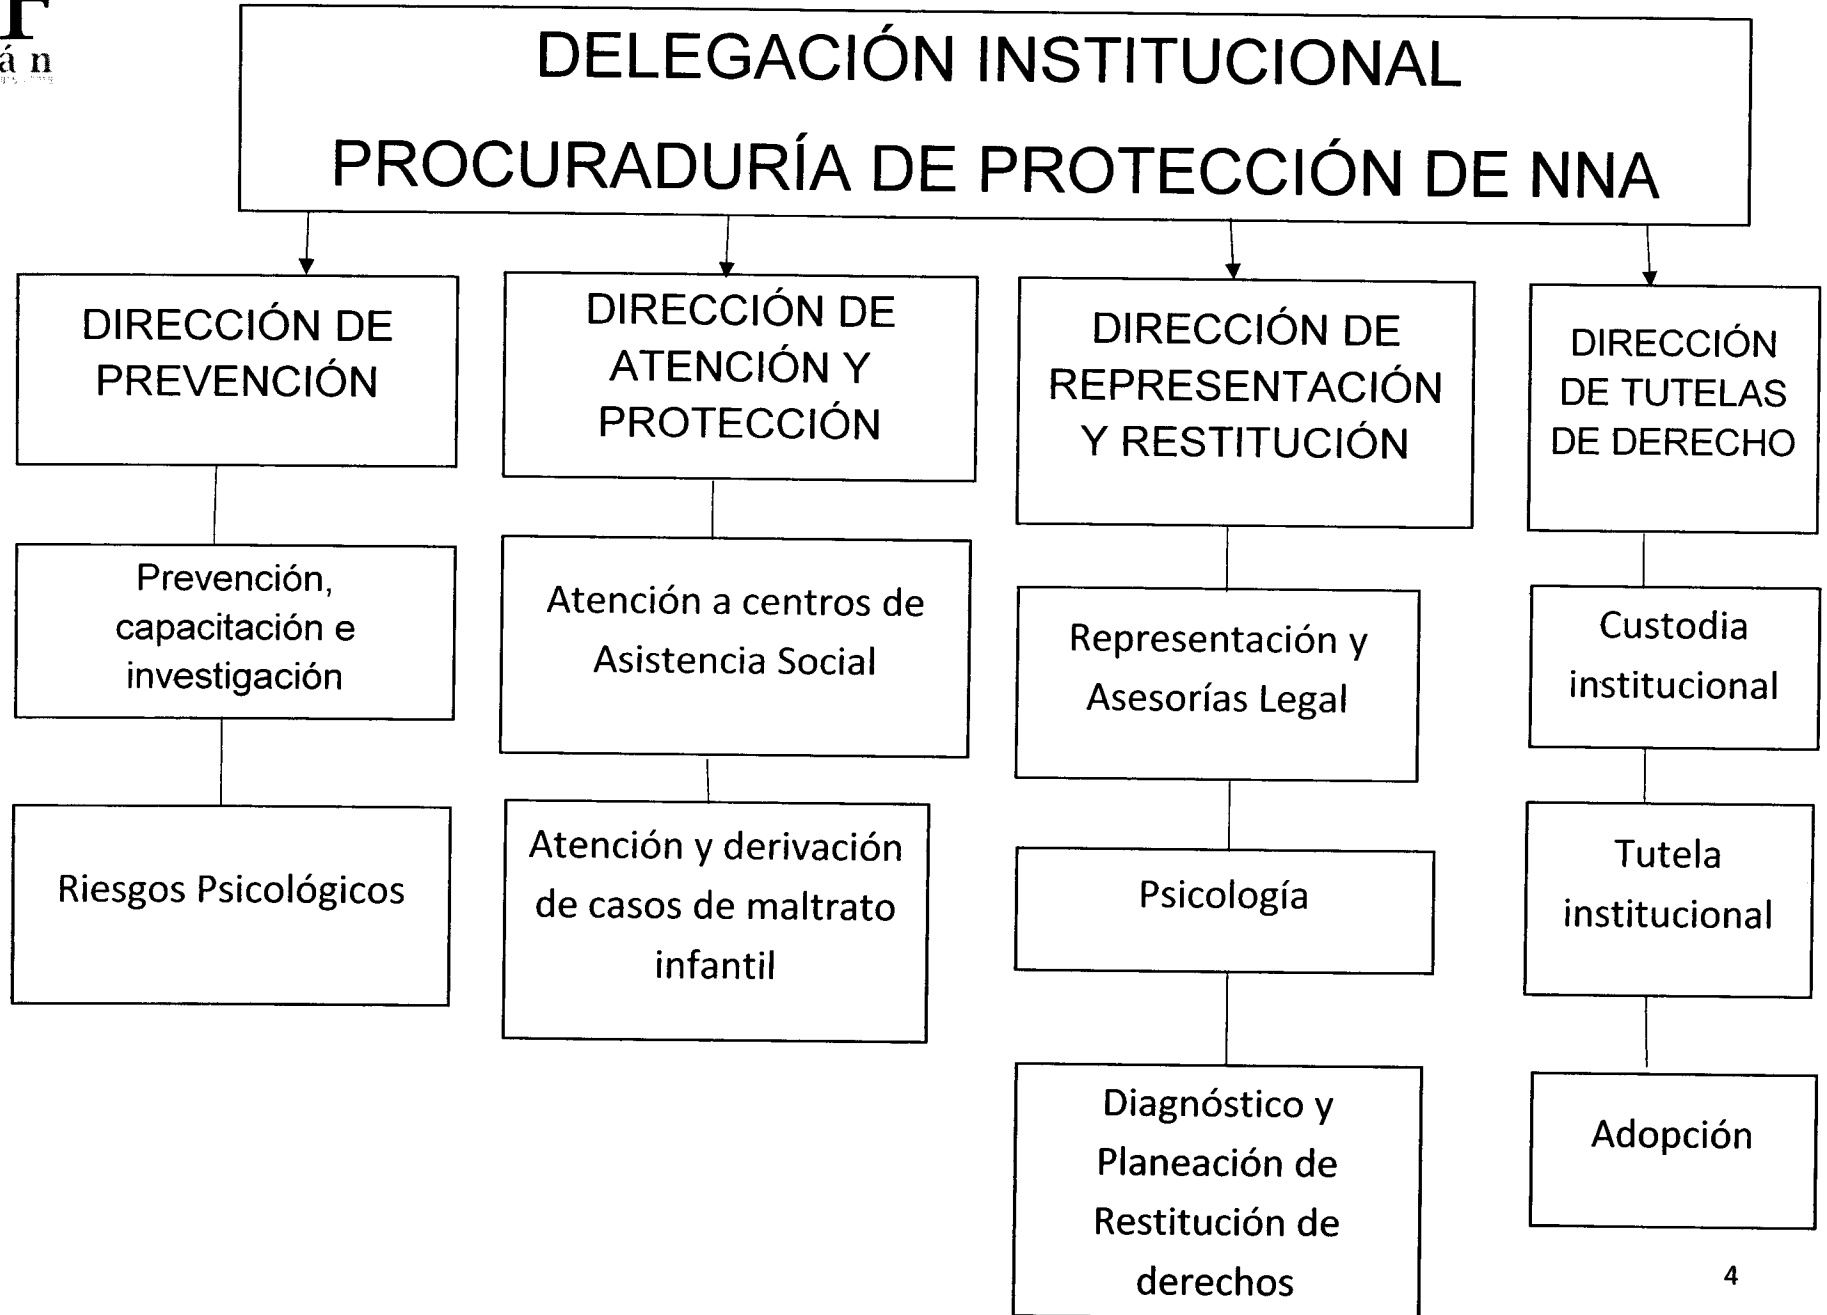 F
án
DELEGACIÓN INSTITUCIONAL
PROCURADURÍA DE PROTECCIÓN DE NNA
DIRECCIÓN DE
PREVENCIÓN
Prevención,
capacitación e
investigación
Riesgos Psicológicos
DIRECCIÓN DE
ATENCIÓN Y
PROTECCIÓN
Atención a centros de
Asistencia Social
Atención y derivación
de casos de maltrato
infantil
DIRECCIÓN DE
REPRESENTACIÓN
Y RESTITUCIÓN
Representación y
Asesorías Legal
Psicología
Diagnóstico y
Planeación de
Restitución de
derechos
DIRECCIÓN
DE TUTELAS
DE DERECHO
Custodia
institucional
Tutela
institucional
Adopción
4